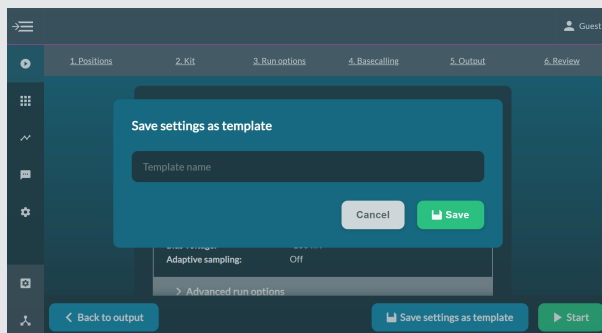 Guest
1. Positions
2. Kit
3. Run options
4. Basecalling
5. Output
6. Review
Save settings as template
Template name
Cancel
Save
Adaptive sampling: Off
> Advanced run options
Back to output
Save settings as template
Start